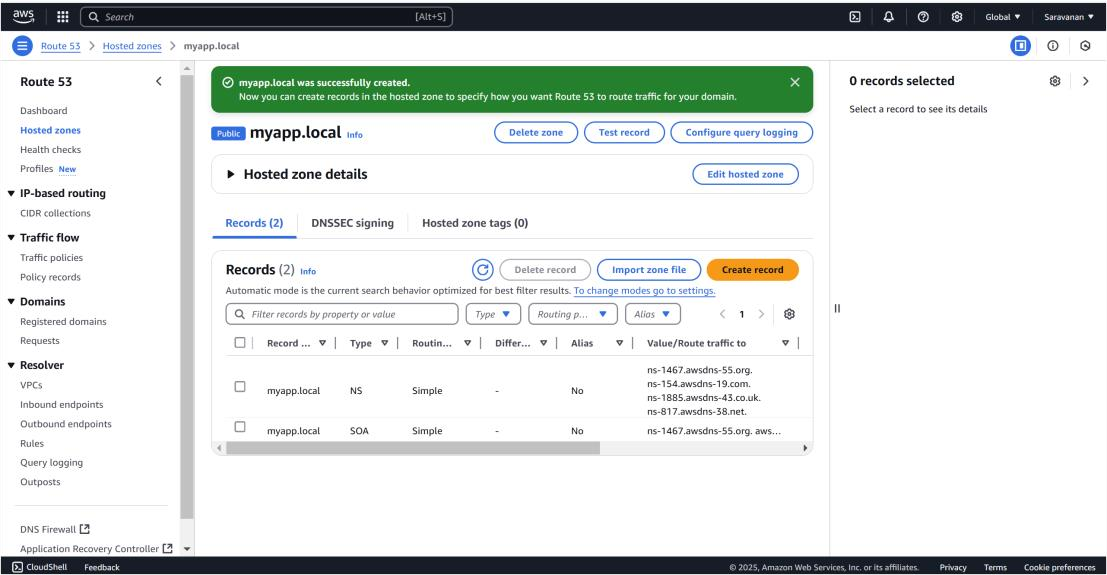 aws
Search [Alt+S] Global Saravanan
Route 53 Hosted zones myapp.local
Route 53
Dashboard
Hosted zones
Health checks
Profiles New
IP-based routing
CIDR collections
Traffic flow
Traffic policies
Policy records
Domains
Registered domains
Requests
Resolver
VPCs
Inbound endpoints
Outbound endpoints
Rules
Query logging
Outposts
DNS Firewall
Application Recovery Controller
myapp.local was successfully created.
Now you can create records in the hosted zone to specify how you want Route 53 to route traffic for your domain.
Public myapp.local Info Delete zone Test record Configure query logging
Hosted zone details Edit hosted zone
Records (2) DNSSEC signing Hosted zone tags (0)
Records (2) Info Delete record Import zone file Create record
Automatic mode is the current search behavior optimized for best filter results. To change modes go to settings.
Filter records by property or value Type Routing p... Alias 1
Record ... Type Routin... Differ... Alias Value/Route traffic to
myapp.local NS Simple - No
ns-1467.awsdns-55.org.
ns-154.awsdns-19.com.
ns-1885.awsdns-43.co.uk.
ns-817.awsdns-38.net.
myapp.local SOA Simple - No ns-1467.awsdns-55.org. aws...
0 records selected
Select a record to see its details
CloudShell Feedback © 2025, Amazon Web Services, Inc. or its affiliates. Privacy Terms Cookie preferences